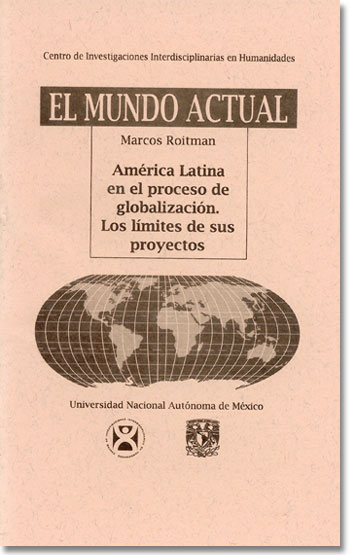 Centro de Investigaciones Interdisciplinarias en Humanidades
EL MUNDO ACTUAL
Marcos Roitman
América Latina
en el proceso de
globalización.
Los límites de sus
proyectos
Universidad Nacional Autónoma de México